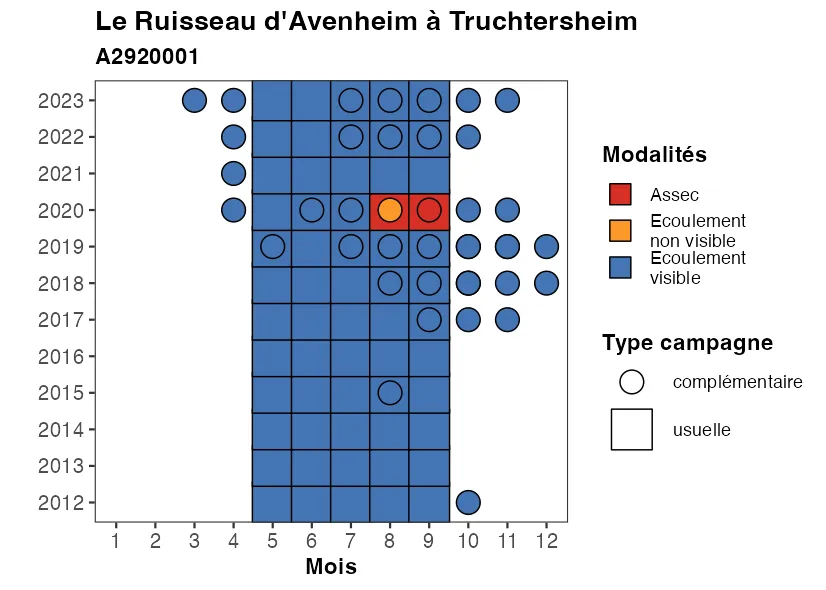 Le Ruisseau d'Avenheim à Truchtersheim
A2920001
2023
2022
2021
2020
2019
2018
2017
2016
2015
2014
2013
2012
1 2 3 4 5 6 7 8 9 10 11 12
Mois
Modalités
Assec
Ecoulement
non visible
Ecoulement
visible
Type campagne
complémentaire
usuelle